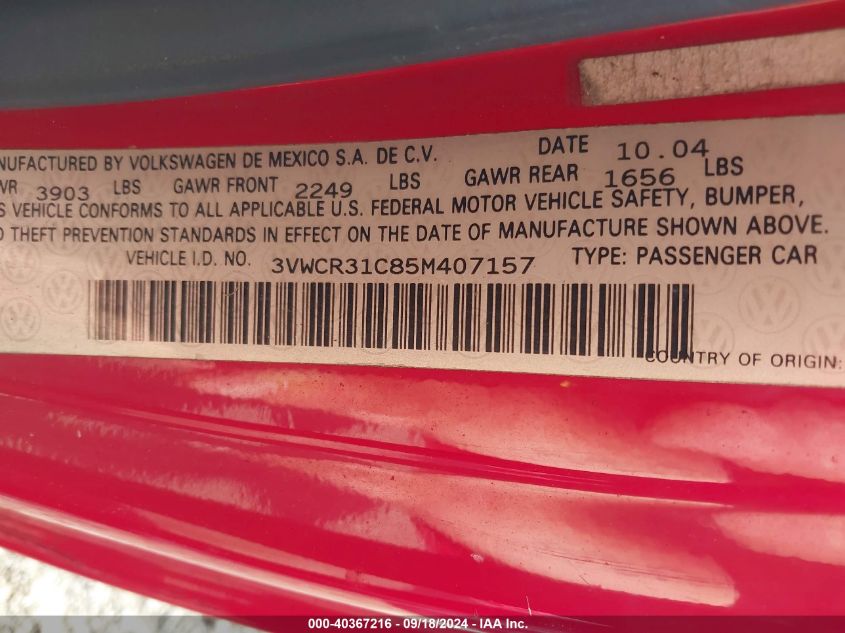 NUFACTURED BY VOLKSWAGEN DE MEXICO S.A. DE C.V. DATE 10.04
WR 3903 LBS GAWR FRONT 2249 LBS GAWR REAR 1656 LBS
S VEHICLE CONFORMS TO ALL APPLICABLE U.S. FEDERAL MOTOR VEHICLE SAFETY, BUMPER,
D THEFT PREVENTION STANDARDS IN EFFECT ON THE DATE OF MANUFACTURE SHOWN ABOVE.
VEHICLE I.D. NO. 3VWCR31C85M407157 TYPE: PASSENGER CAR
COUNTRY OF ORIGIN:
000-40367216 - 09/18/2024 - IAA Inc.